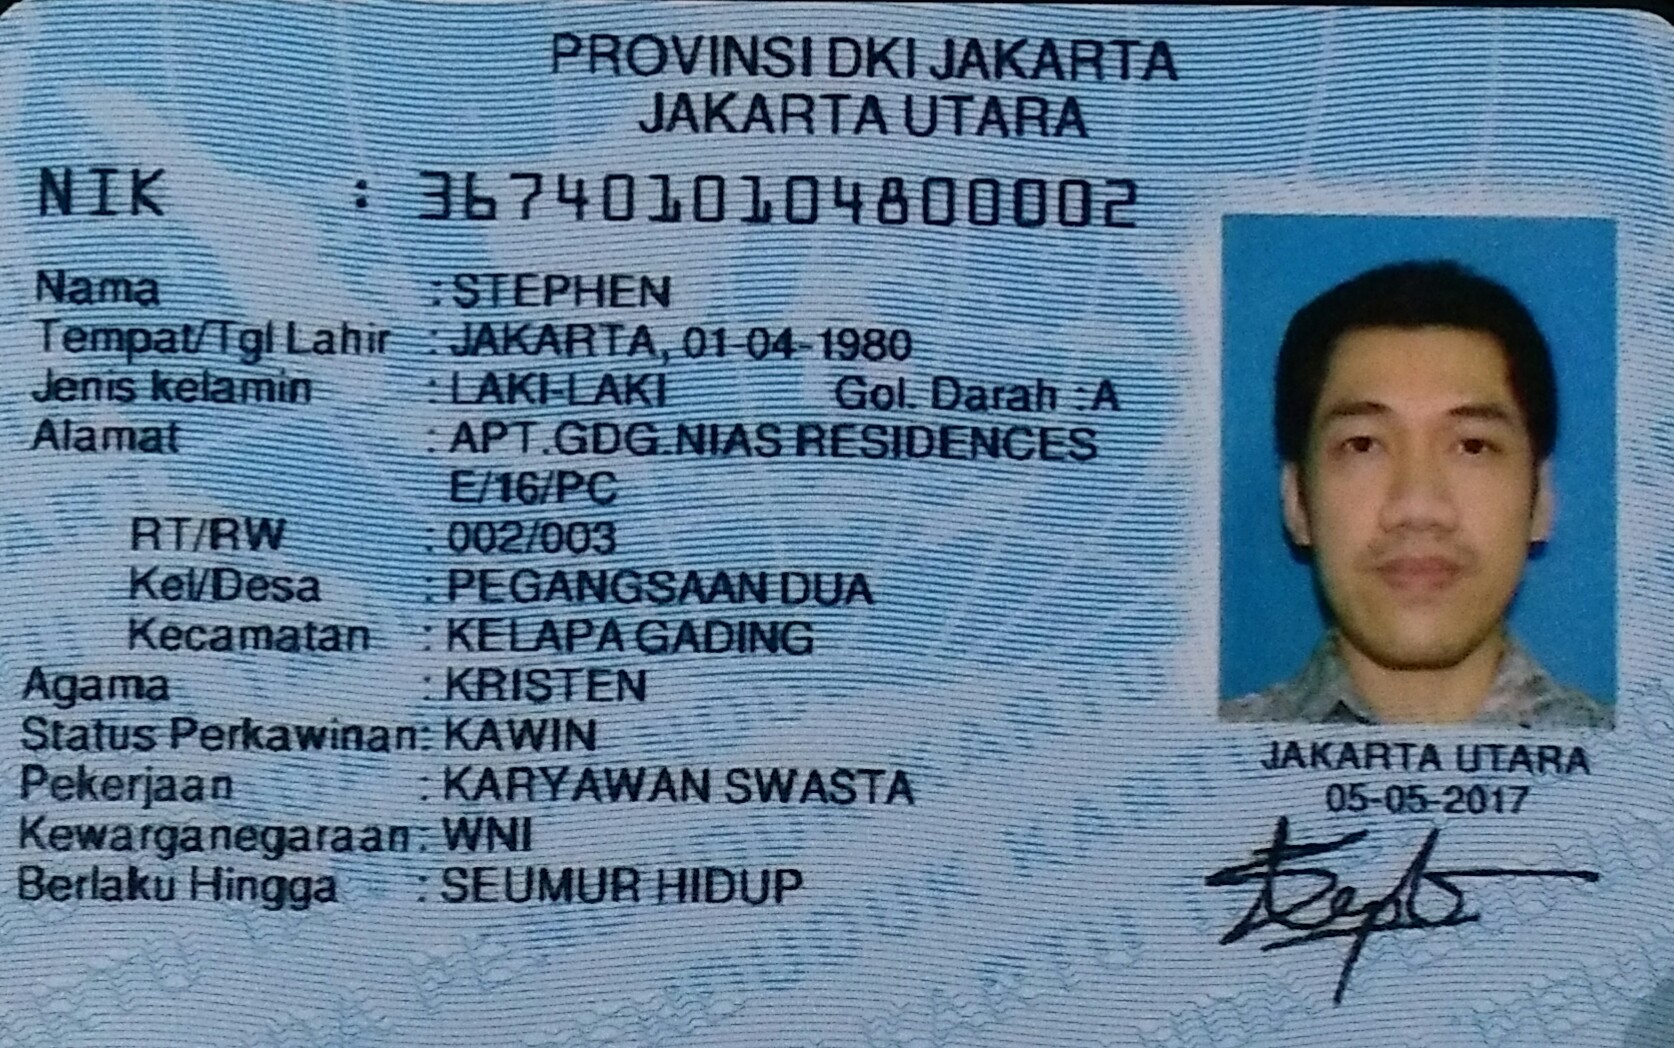 PROVINSI DKI JAKARTA
JAKARTA UTARA
NIK : 3674010104800002
Nama : STEPHEN
Tempat/Tgl Lahir : JAKARTA, 01-04-1980
Jenis kelamin : LAKI-LAKI Gol. Darah :A
Alamat : APT.GDG.NIAS RESIDENCES
E/16/PC
RT/RW : 002/003
Kel/Desa : PEGANGSAAN DUA
Kecamatan : KELAPA GADING
Agama : KRISTEN
Status Perkawinan: KAWIN
Pekerjaan : KARYAWAN SWASTA
Kewarganegaraan: WNI
Berlaku Hingga : SEUMUR HIDUP
JAKARTA UTARA
05-05-2017